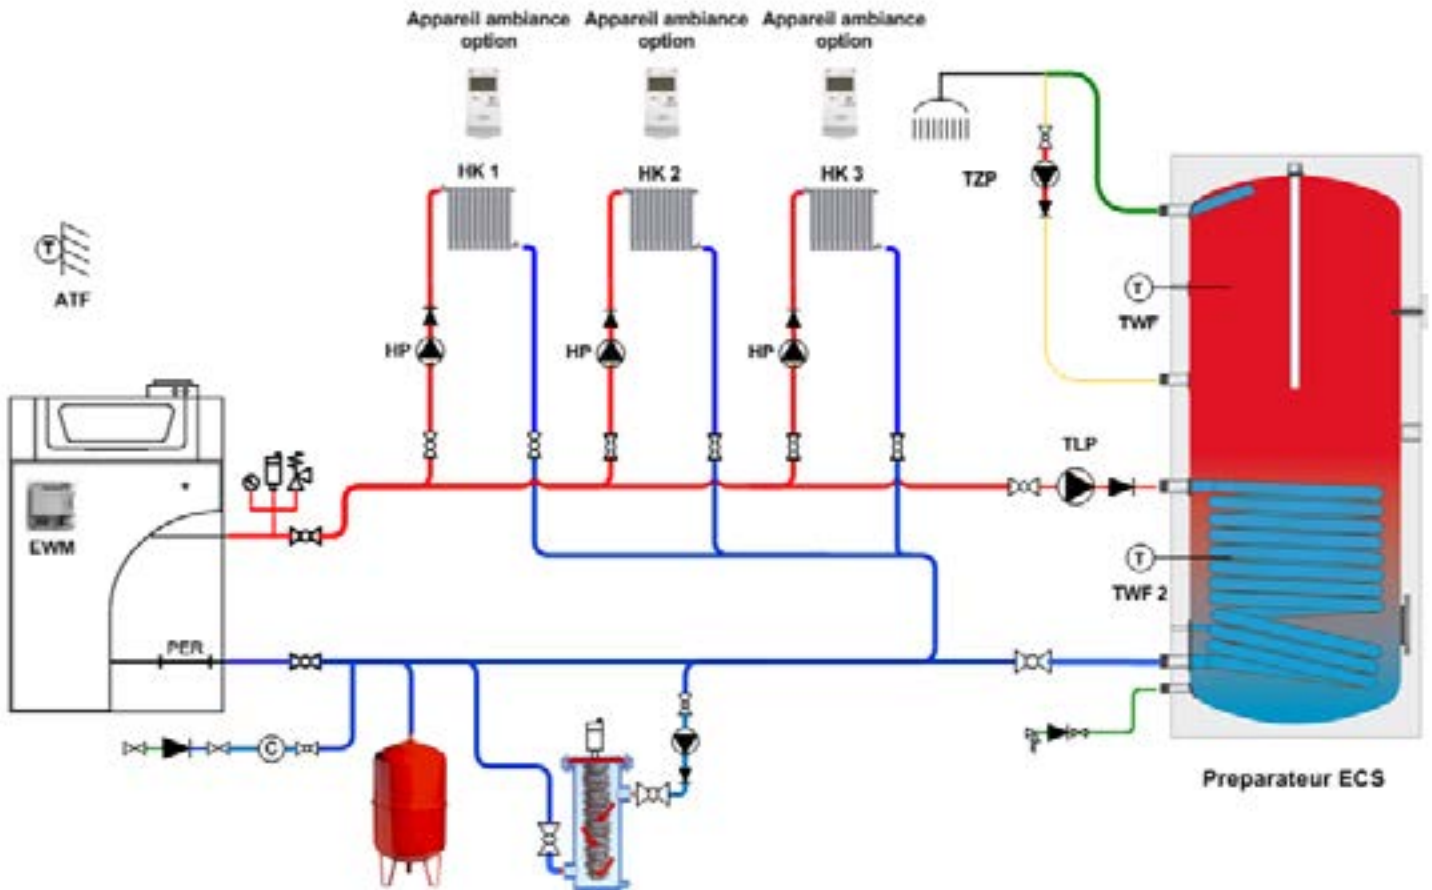 Appareil ambiance
option
Appareil ambiance
option
Appareil ambiance
option
HK 1
HK 2
HK 3
TZP
T
ATF
T
TWF
HP
HP
HP
TLP
EWM
T
TWF 2
PER
C
Preparateur ECS